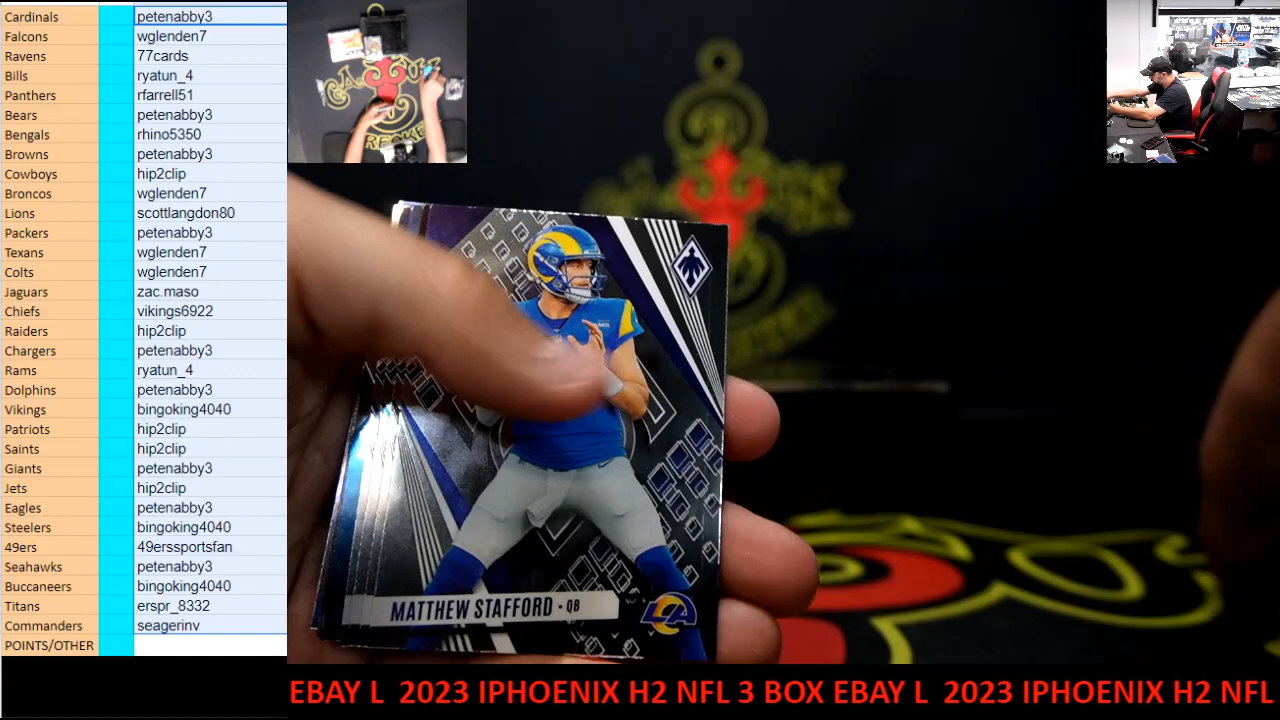 Cardinals petenabby3
Falcons wglenden7
Ravens 77cards
Bills ryatun_4
Panthers rfarrell51
Bears petenabby3
Bengals rhino5350
Browns petenabby3
Cowboys hip2clip
Broncos wglenden7
Lions scottlangdon80
Packers petenabby3
Texans wglenden7
Colts wglenden7
Jaguars zac.maso
Chiefs vikings6922
Raiders hip2clip
Chargers petenabby3
Rams ryatun_4
Dolphins petenabby3
Vikings bingoking4040
Patriots hip2clip
Saints hip2clip
Giants petenabby3
Jets hip2clip
Eagles petenabby3
Steelers bingoking4040
49ers 49erssportsfan
Seahawks petenabby3
Buccaneers bingoking4040
Titans erspr_8332
Commanders seagerinv
POINTS/OTHER
MATTHEW STAFFORD • QB
LA
EBAY L 2023 IPHOENIX H2 NFL 3 BOX EBAY L 2023 IPHOENIX H2 NFL